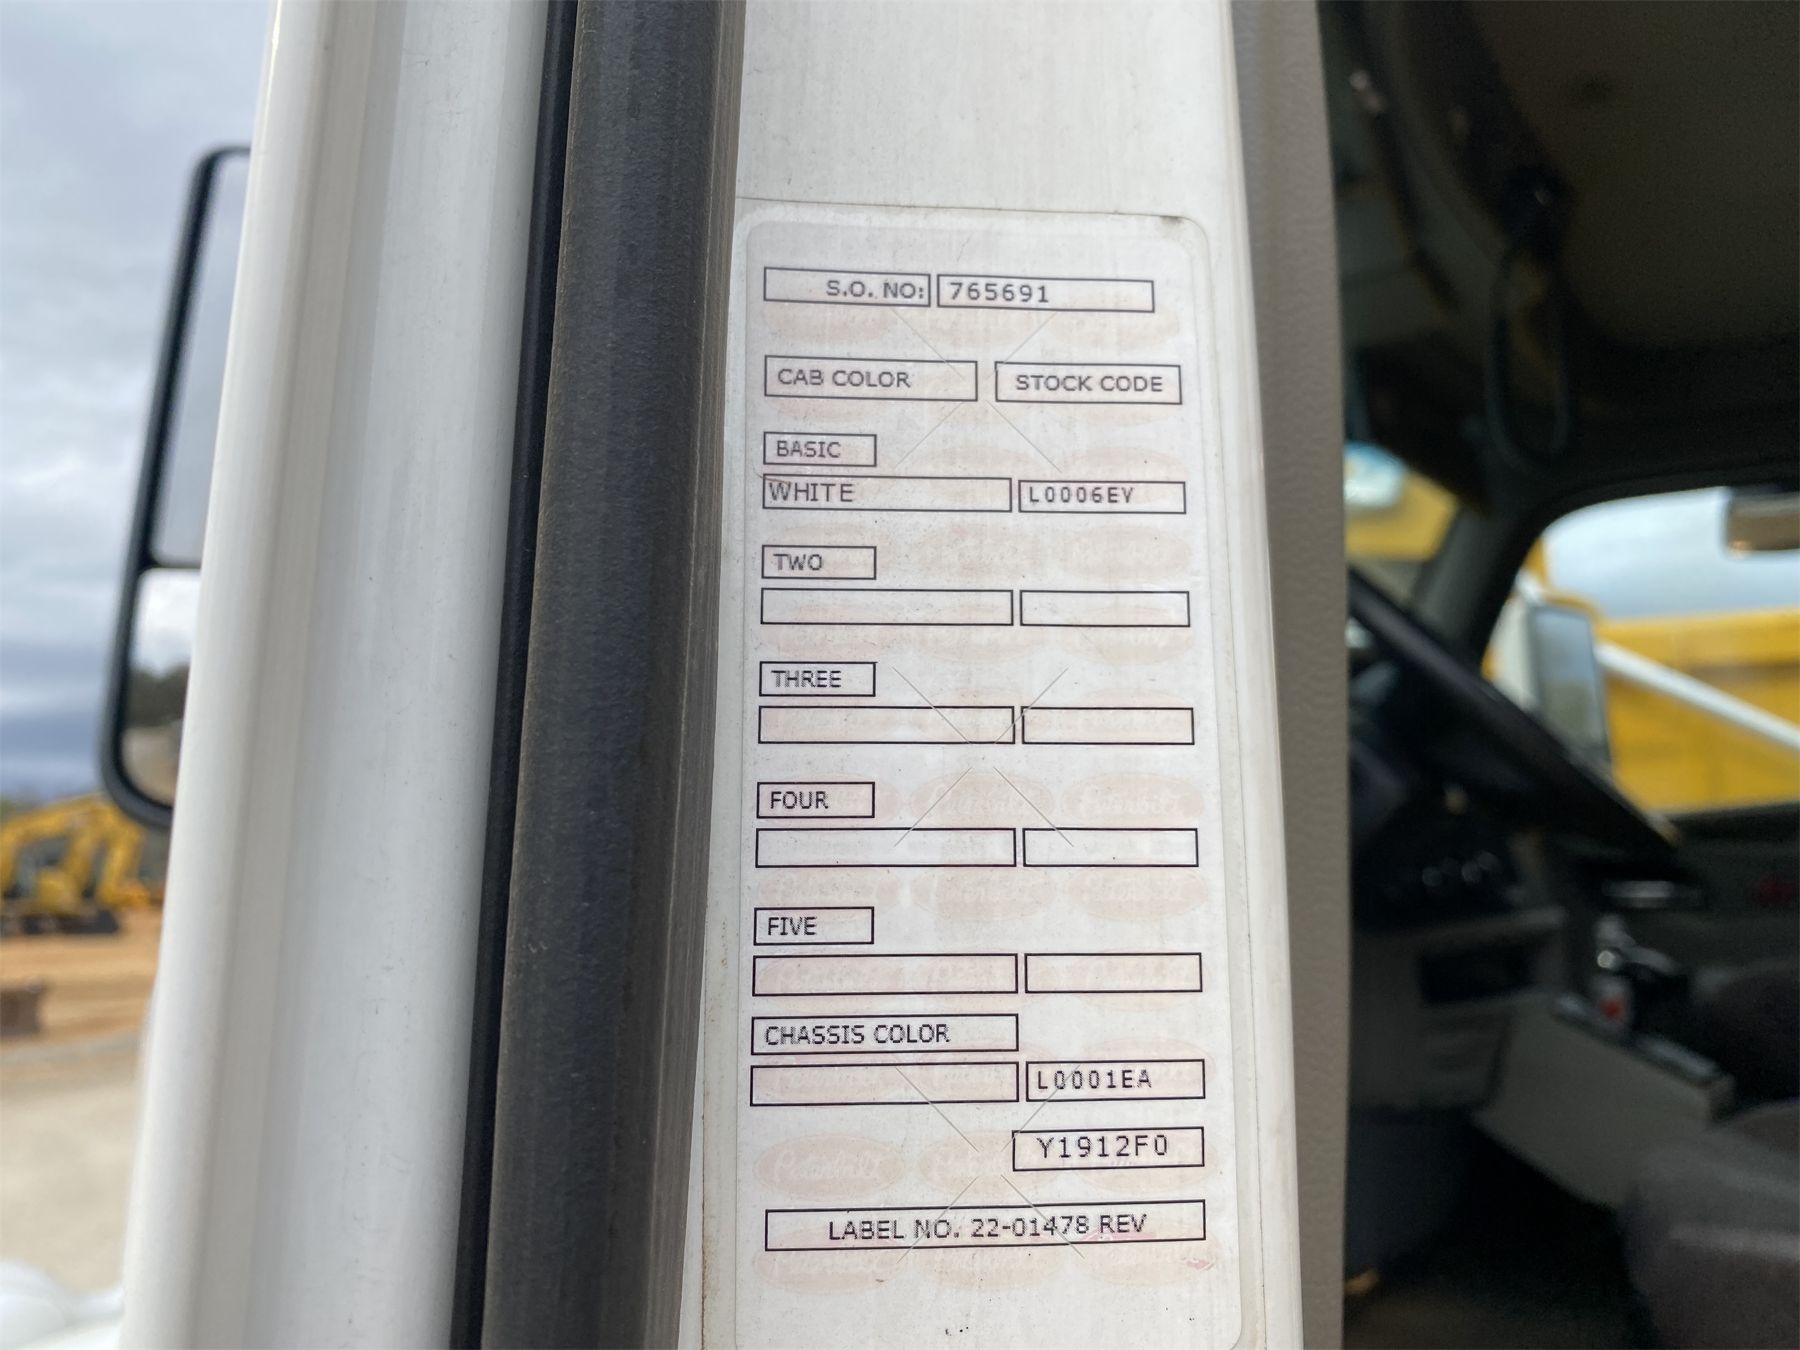 S.O. NO: 765691
CAB COLOR STOCK CODE
BASIC
WHITE L0006EY
TWO
THREE
FOUR
FIVE
CHASSIS COLOR
L0001EA
Y1912F0
LABEL NO. 22-01478 REV